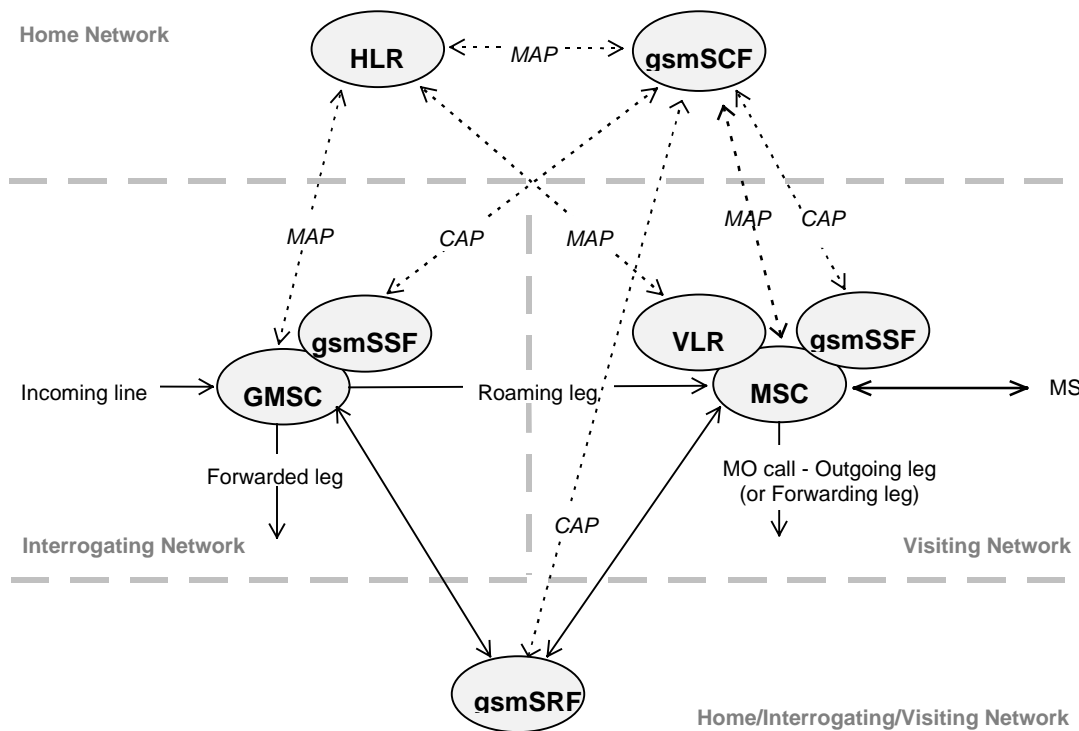 Home Network
HLR
MAP
gsmSCF
MAP
CAP
MAP
MAP
CAP
gsmSSF
VLR
gsmSSF
Incoming line
GMSC
Roaming leg
MSC
MS
Forwarded leg
MO call - Outgoing leg
(or Forwarding leg)
CAP
Interrogating Network
Visiting Network
gsmSRF
Home/Interrogating/Visiting Network